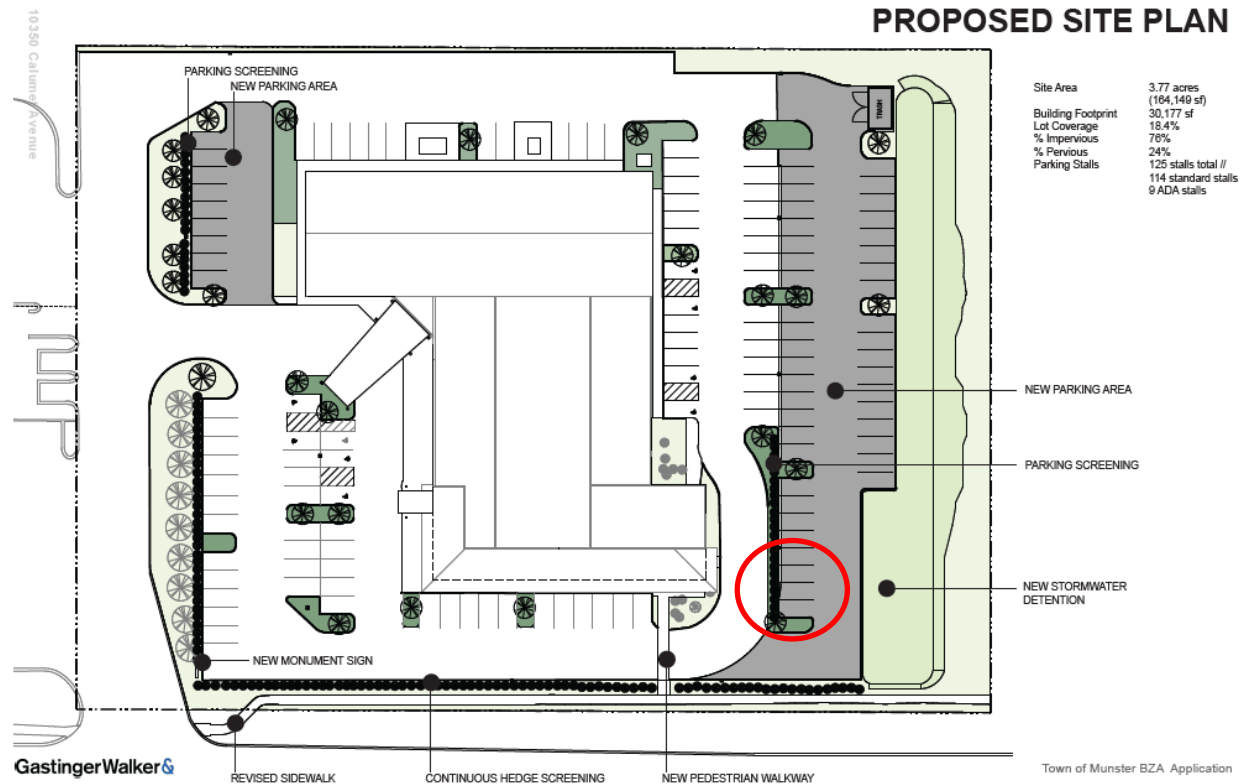 PROPOSED SITE PLAN
10350 Calumet Avenue
PARKING SCREENING
NEW PARKING AREA
Site Area 3.77 acres
(164,149 sf)
Building Footprint 30,177 sf
Lot Coverage 18.4%
% Impervious 76%
% Pervious 24%
Parking Stalls 125 stalls total //
114 standard stalls
9 ADA stalls
TRASH
NEW PARKING AREA
PARKING SCREENING
NEW STORMWATER
DETENTION
NEW MONUMENT SIGN
REVISED SIDEWALK
CONTINUOUS HEDGE SCREENING
NEW PEDESTRIAN WALKWAY
GastingerWalker&
Town of Munster BZA Application